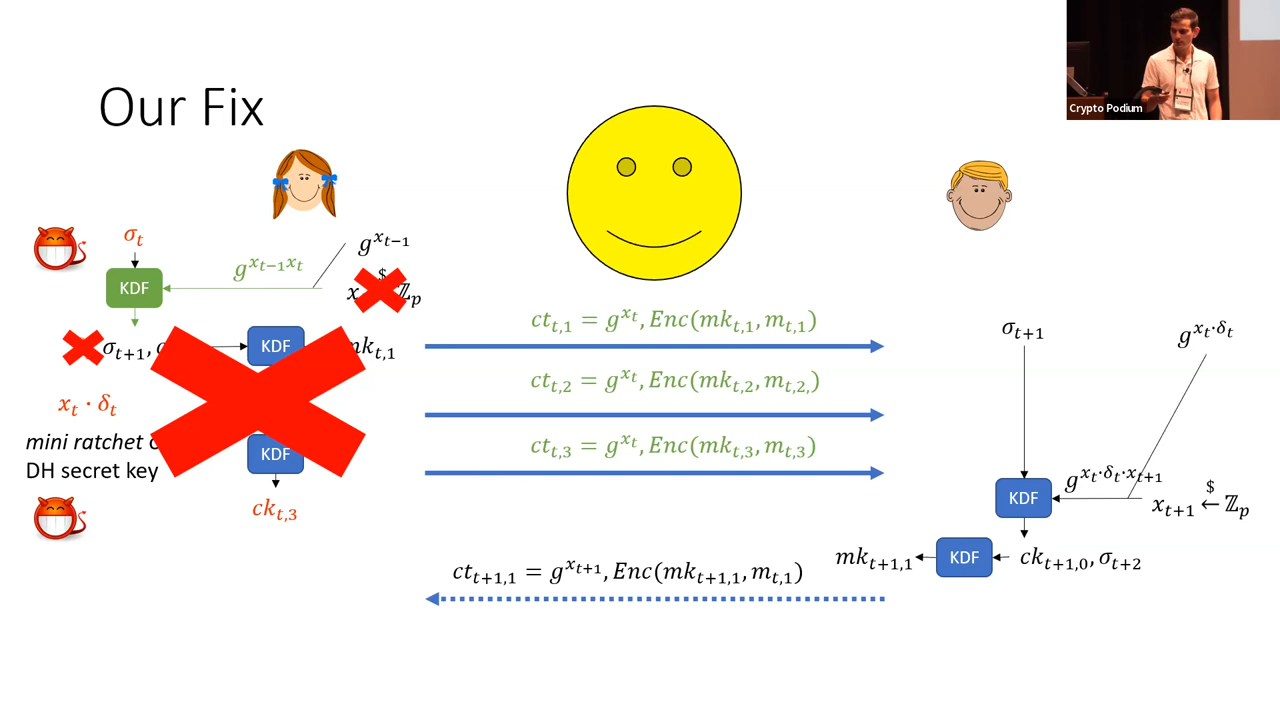 Crypto Podium
Our Fix
σ_t
g^{x_{t−1}}
g^{x_{t−1}x_t}
$
KDF
x ℤ_p
ct_{t,1} = g^{x_t}, Enc(mk_{t,1}, m_{t,1})
σ_{t+1}
g^{x_t·δ_t}
σ_{t+1},
KDF
mk_{t,1}
ct_{t,2} = g^{x_t}, Enc(mk_{t,2}, m_{t,2,})
x_t · δ_t
mini ratchet
DH secret key
ct_{t,3} = g^{x_t}, Enc(mk_{t,3}, m_{t,3})
KDF
g^{x_t·δ_t·x_{t+1}}
KDF
x_{t+1} $← ℤ_p
ck_{t,3}
ct_{t+1,1} = g^{x_{t+1}}, Enc(mk_{t+1,1}, m_{t,1})
mk_{t+1,1}
KDF
ck_{t+1,0}, σ_{t+2}